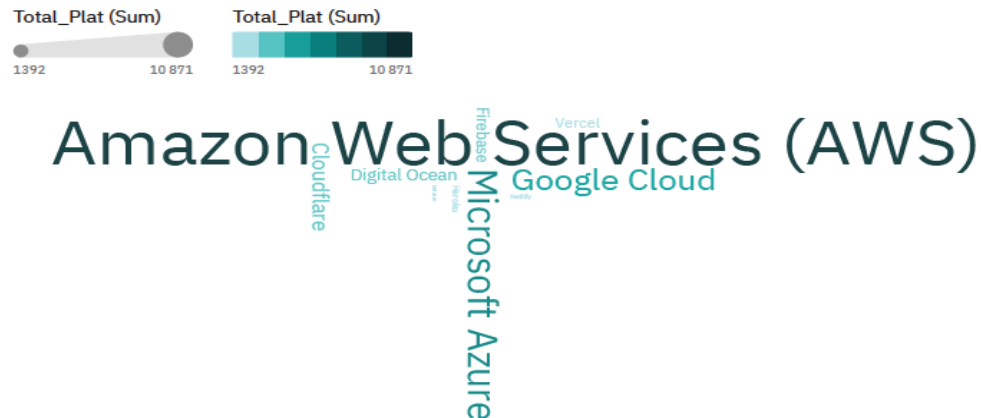 Total_Plat (Sum)
Total_Plat (Sum)
1392
10 871
1392
10 871
Amazon Web Services (AWS)
Firebase
Vercel
Cloudflare
Digital Ocean
Google Cloud
Microsoft Azure
Heroku
Netlify